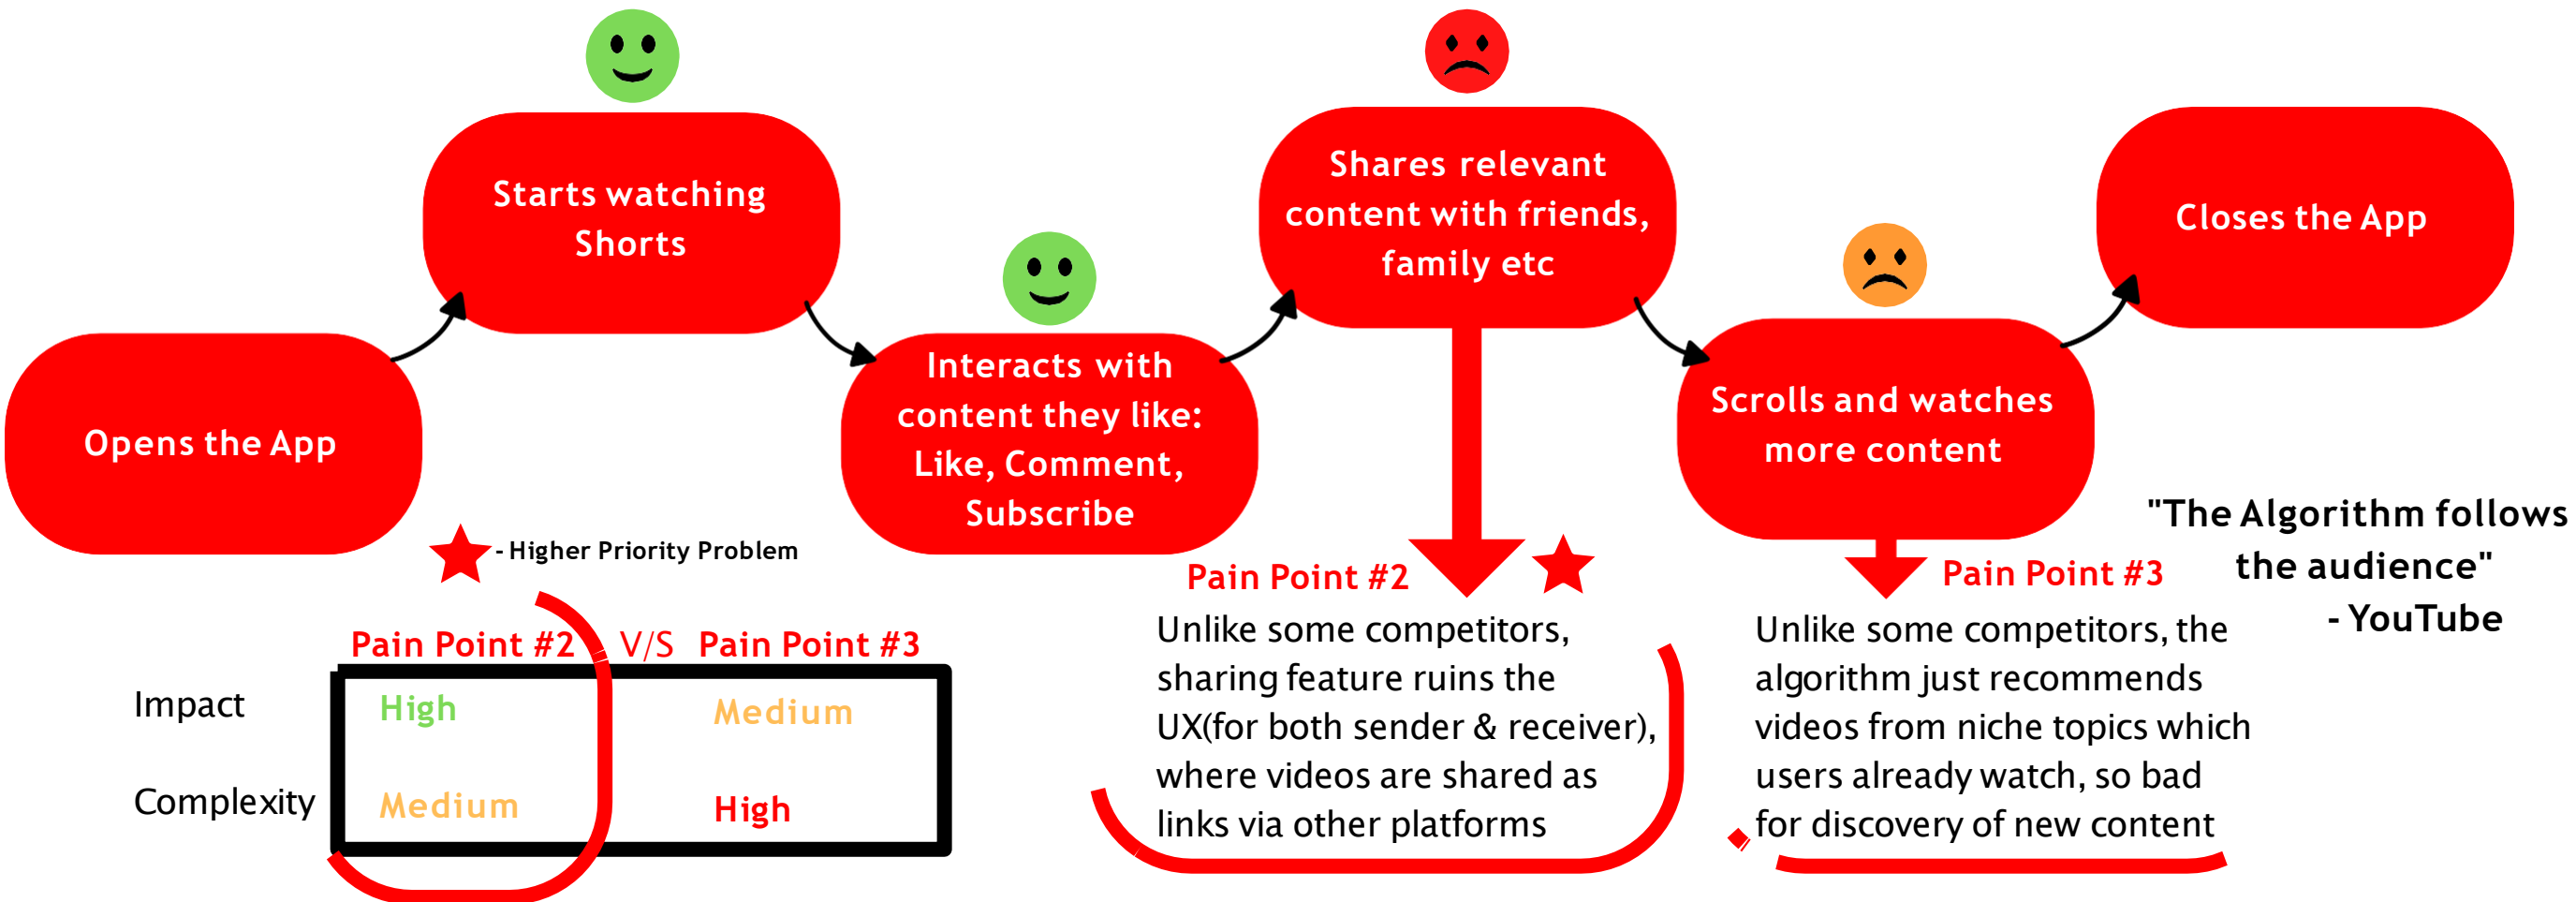 Opens the App
Starts watching
Shorts
Interacts with
content they like:
Like, Comment,
Subscribe
Shares relevant
content with friends,
family etc
Scrolls and watches
more content
Closes the App
- Higher Priority Problem
Pain Point #2 V/S Pain Point #3
Impact High Medium
Complexity Medium High
Pain Point #2
Unlike some competitors,
sharing feature ruins the
UX(for both sender & receiver),
where videos are shared as
links via other platforms
Pain Point #3
Unlike some competitors, the
algorithm just recommends
videos from niche topics which
users already watch, so bad
for discovery of new content
"The Algorithm follows
the audience"
- YouTube